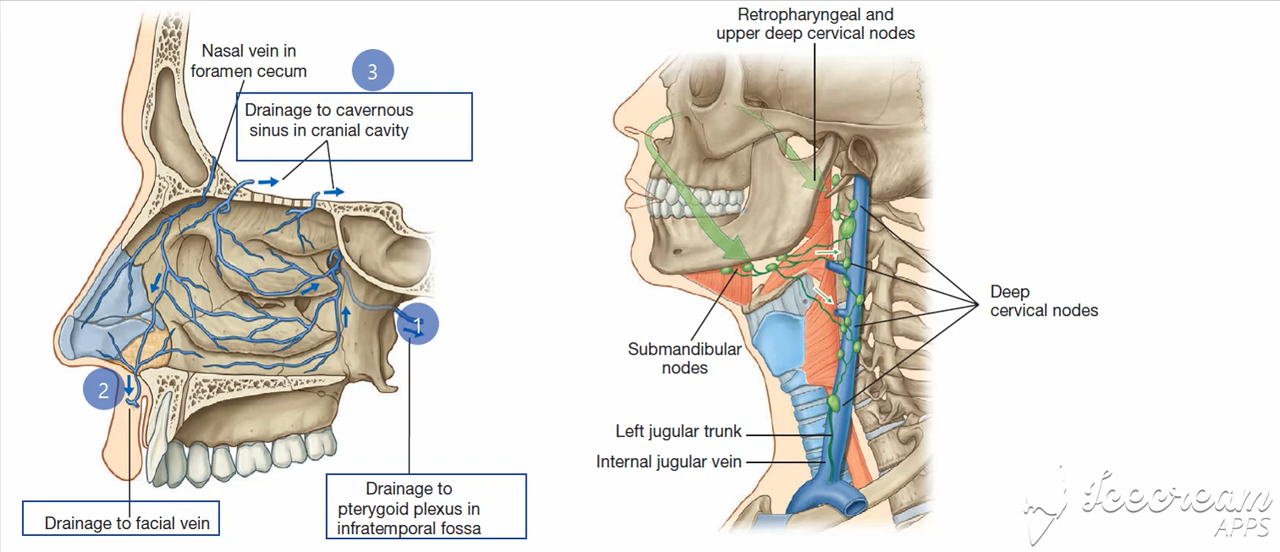 Nasal vein in
foramen cecum
3
Drainage to cavernous
sinus in cranial cavity
1
2
Drainage to facial vein
Drainage to
pterygoid plexus in
infratemporal fossa
Retropharyngeal and
upper deep cervical nodes
Deep
cervical nodes
Submandibular
nodes
Left jugular trunk
Internal jugular vein
Icecream
APPS